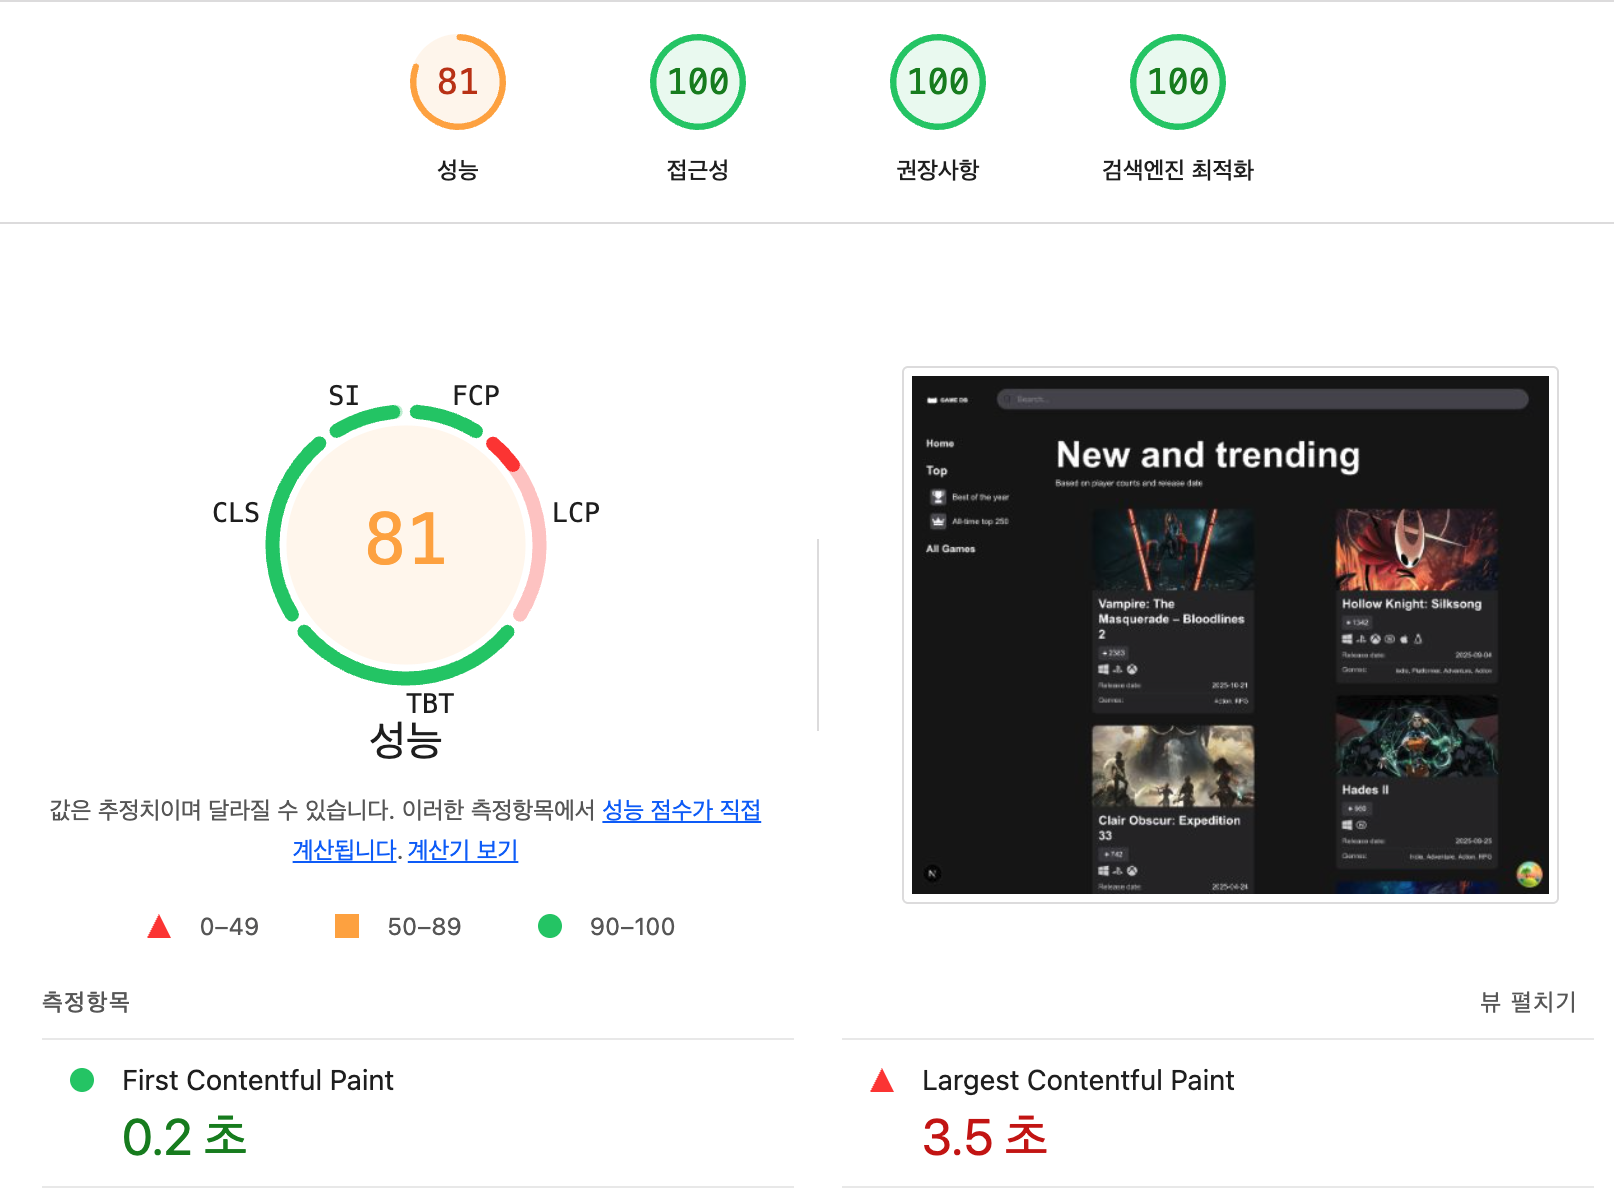 81
100
100
100
성능
접근성
권장사항
검색엔진 최적화
SI
FCP
CLS
LCP
81
TBT
성능
값은 추정치이며 달라질 수 있습니다. 이러한 측정항목에서 성능 점수가 직접
계산됩니다. 계산기 보기
0–49
50–89
90–100
GAME DB
Search...
Home
Top
Best of the year
All-time top 250
All Games
New and trending
Based on player counts and release date
Vampire: The
Masquerade – Bloodlines
2
+ 2383
Release date:
2025-10-21
Genres:
Action, RPG
Clair Obscur: Expedition
33
+ 742
Release date:
2025-04-24
Hollow Knight: Silksong
+ 1342
Release date:
2025-09-04
Genres:
Indie, Platformer, Adventure, Action
Hades II
+ 980
Release date:
2025-09-25
Genres:
Indie, Adventure, Action, RPG
N
측정항목
뷰 펼치기
First Contentful Paint
0.2 초
Largest Contentful Paint
3.5 초